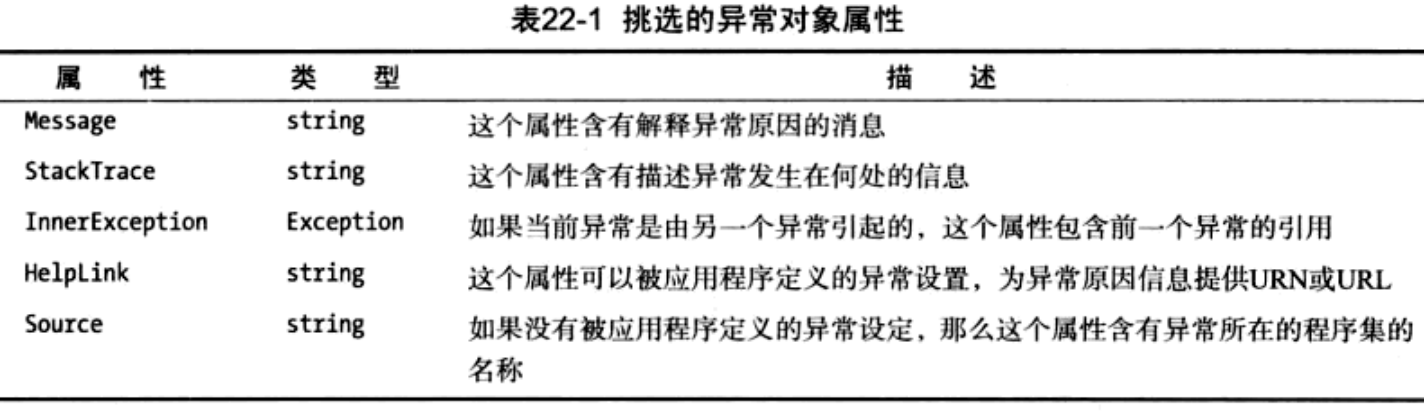 表22-1 挑选的异常对象属性
属 性 类 型 描 述
Message string 这个属性含有解释异常原因的消息
StackTrace string 这个属性含有描述异常发生在何处的信息
InnerException Exception 如果当前异常是由另一个异常引起的，这个属性包含前一个异常的引用
HelpLink string 这个属性可以被应用程序定义的异常设置，为异常原因信息提供URN或URL
Source string 如果没有被应用程序定义的异常设定，那么这个属性含有异常所在的程序集的
名称